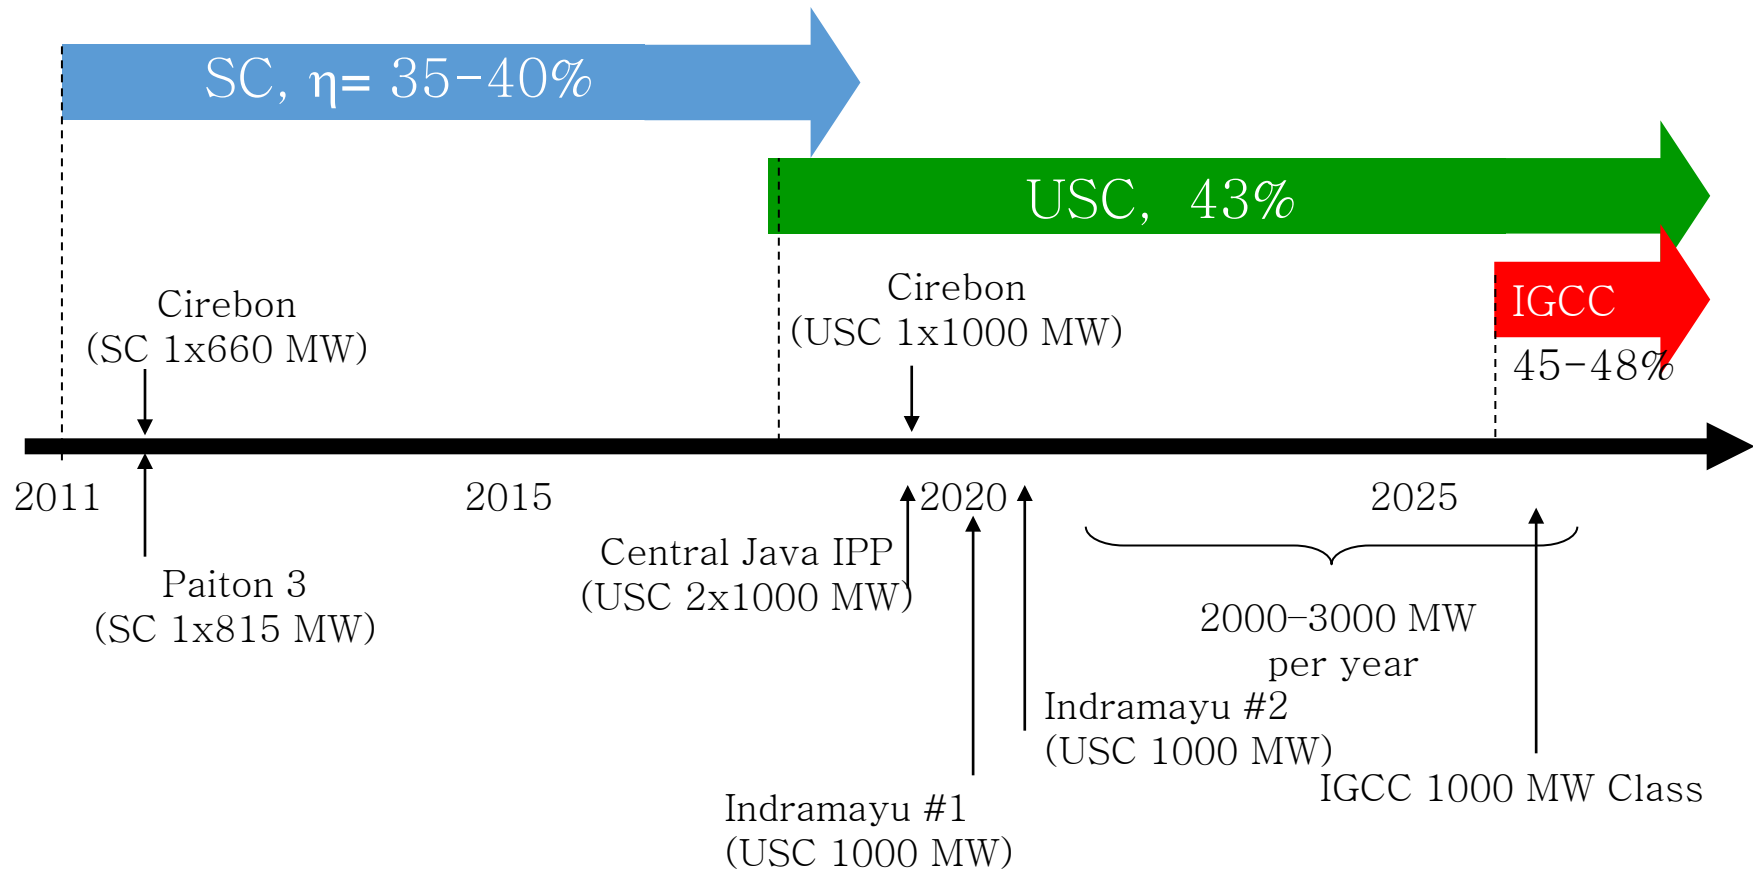 SC, η= 35-40%
USC, 43%
Cirebon
(SC 1x660 MW)
Cirebon
(USC 1x1000 MW)
IGCC
45-48%
2011
2015
2020
2025
Central Java IPP
(USC 2x1000 MW)
Paiton 3
(SC 1x815 MW)
2000–3000 MW
per year
Indramayu #2
(USC 1000 MW)
IGCC 1000 MW Class
Indramayu #1
(USC 1000 MW)